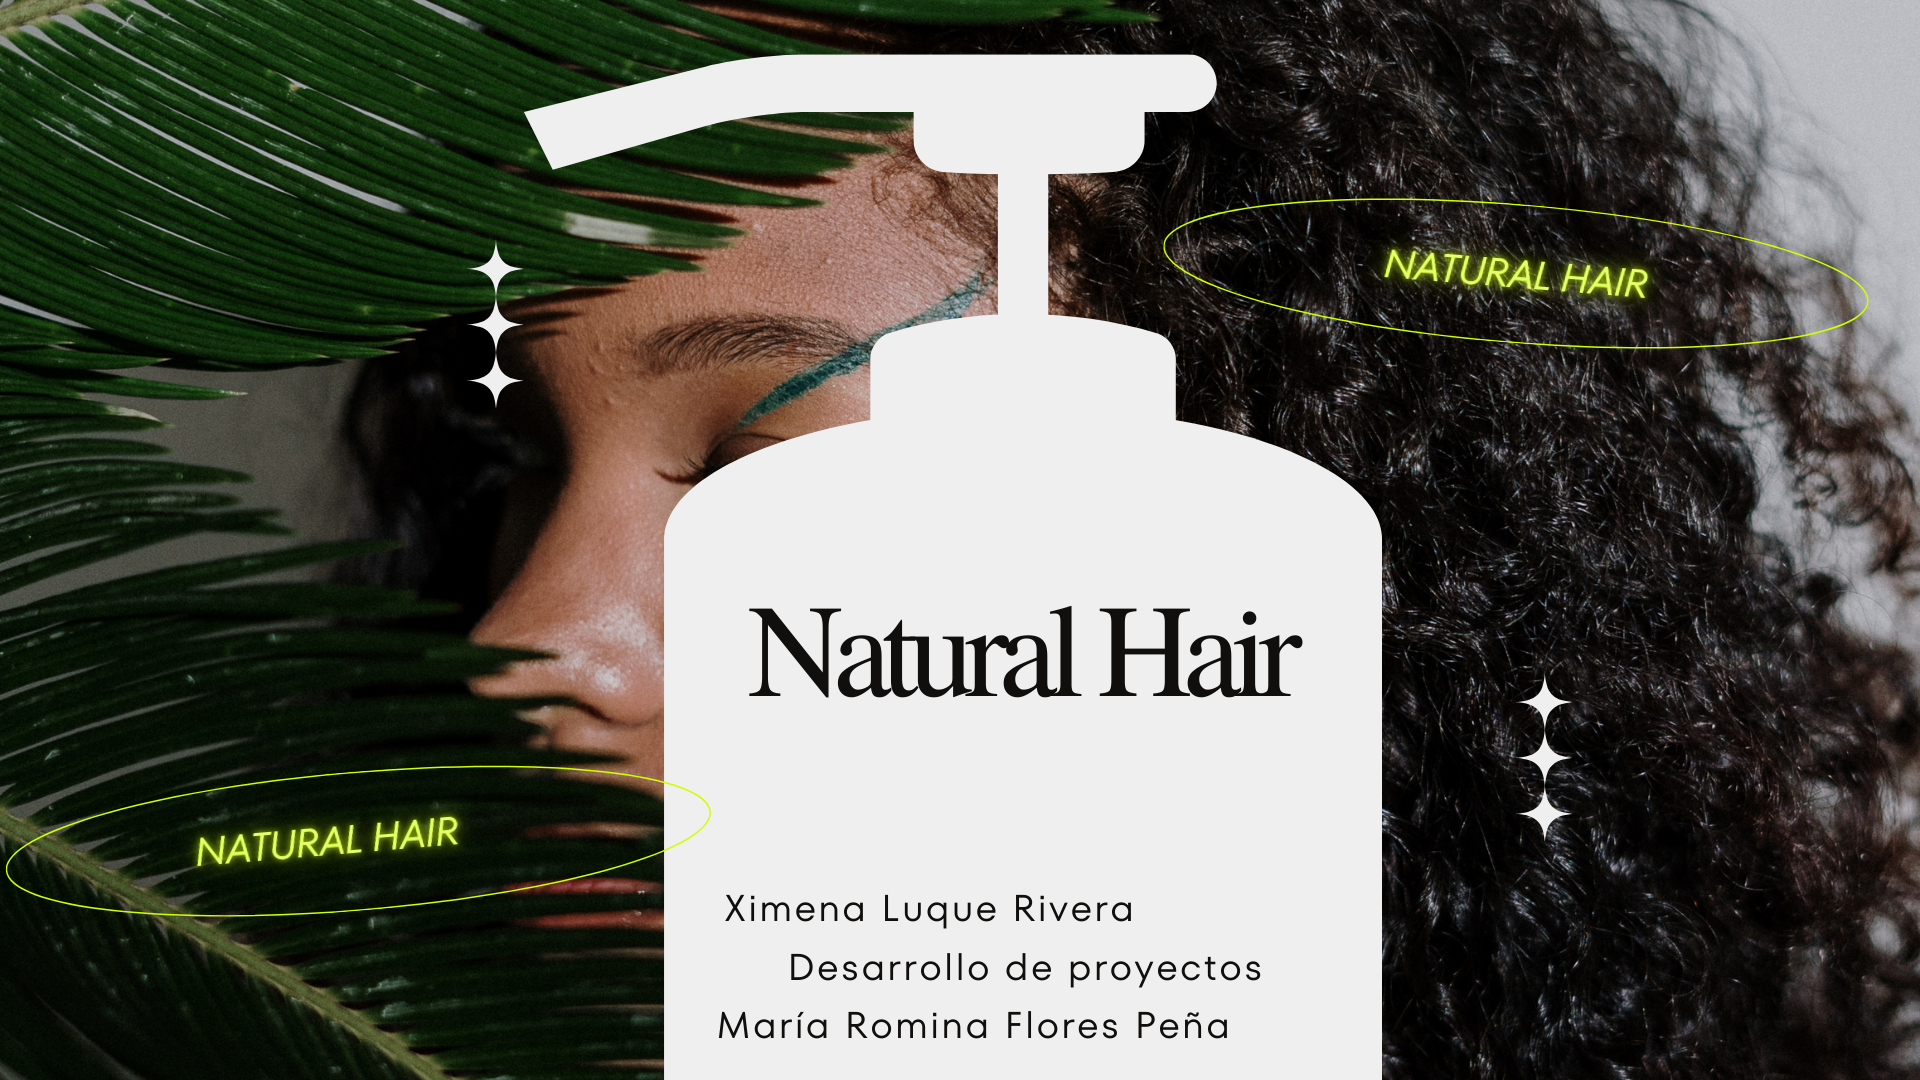 NATURAL HAIR
Natural Hair
NATURAL HAIR
Ximena Luque Rivera
Desarrollo de proyectos
María Romina Flores Peña